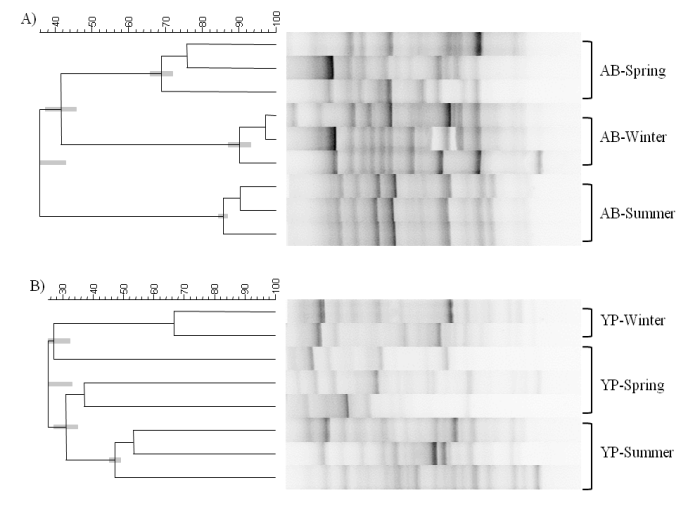 A)
40 50 60 70 80 90 100
AB-Spring
AB-Winter
AB-Summer
B)
30 40 50 60 70 80 90 100
YP-Winter
YP-Spring
YP-Summer